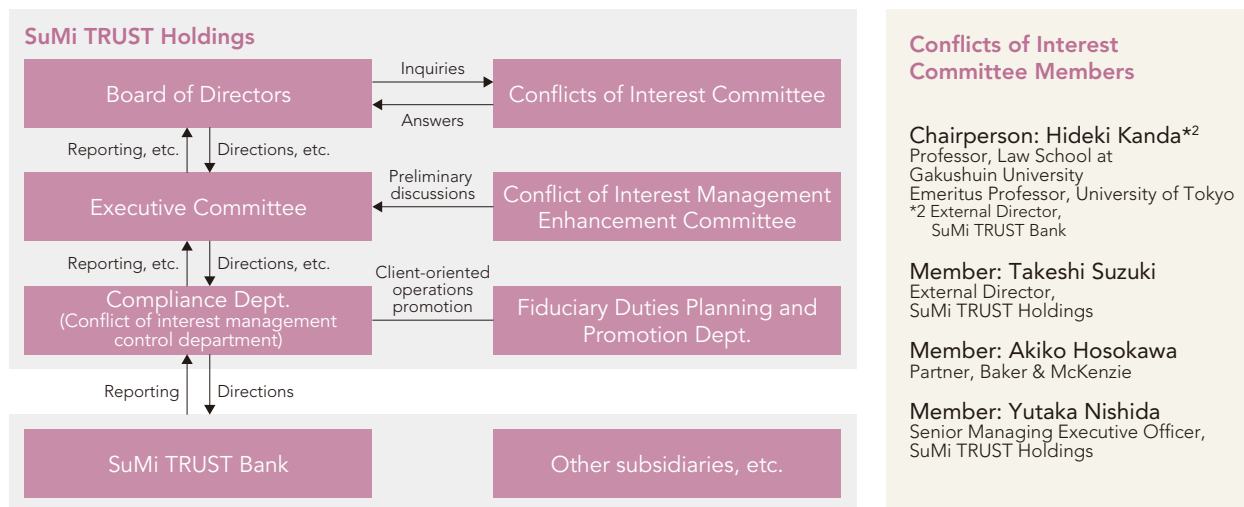 SuMi TRUST Holdings
Board of Directors
Inquiries
Answers
Conflicts of Interest Committee
Reporting, etc.
Directions, etc.
Executive Committee
Preliminary
discussions
Conflict of Interest Management
Enhancement Committee
Reporting, etc.
Directions, etc.
Compliance Dept.
(Conflict of interest management
control department)
Client-oriented
operations
promotion
Fiduciary Duties Planning and
Promotion Dept.
Reporting
Directions
SuMi TRUST Bank
Other subsidiaries, etc.
Conflicts of Interest
Committee Members
Chairperson: Hideki Kanda*2
Professor, Law School at
Gakushuin University
Emeritus Professor, University of Tokyo
*2 External Director,
SuMi TRUST Bank
Member: Takeshi Suzuki
External Director,
SuMi TRUST Holdings
Member: Akiko Hosokawa
Partner, Baker & McKenzie
Member: Yutaka Nishida
Senior Managing Executive Officer,
SuMi TRUST Holdings